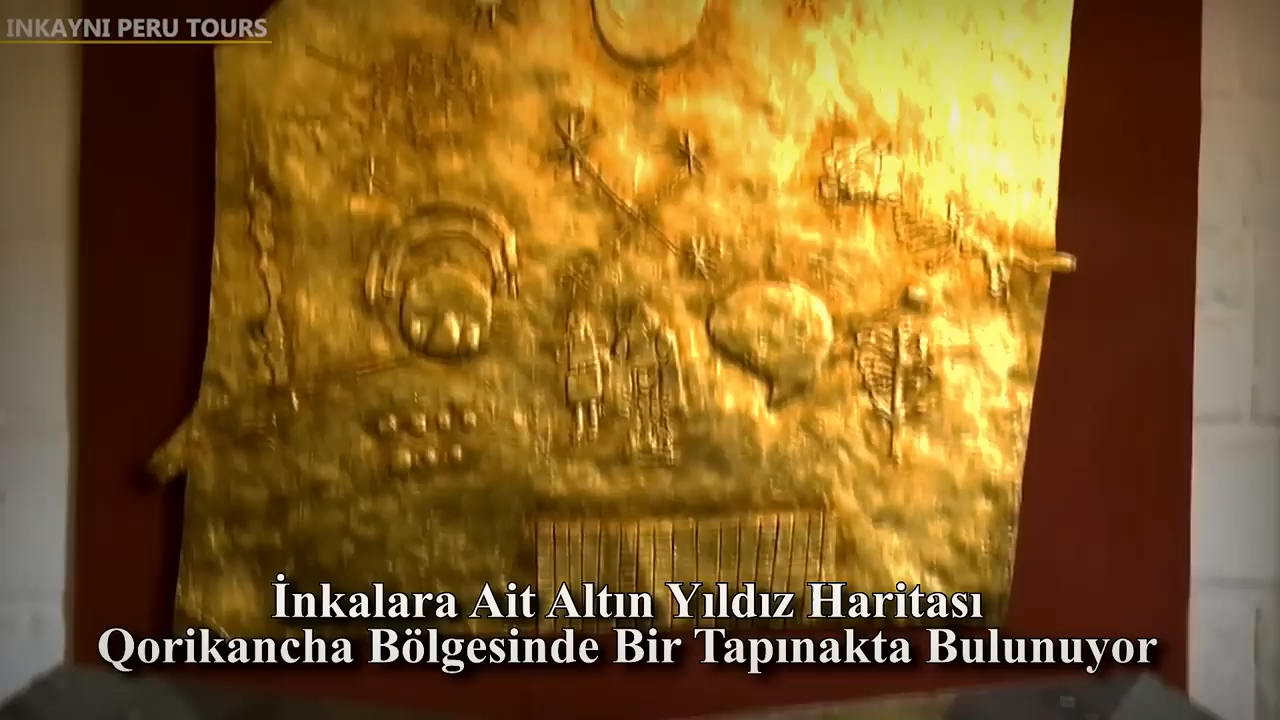 INKAYNI PERU TOURS
İnkalara Ait Altın Yıldız Haritası
Qorikancha Bölgesinde Bir Tapınakta Bulunuyor